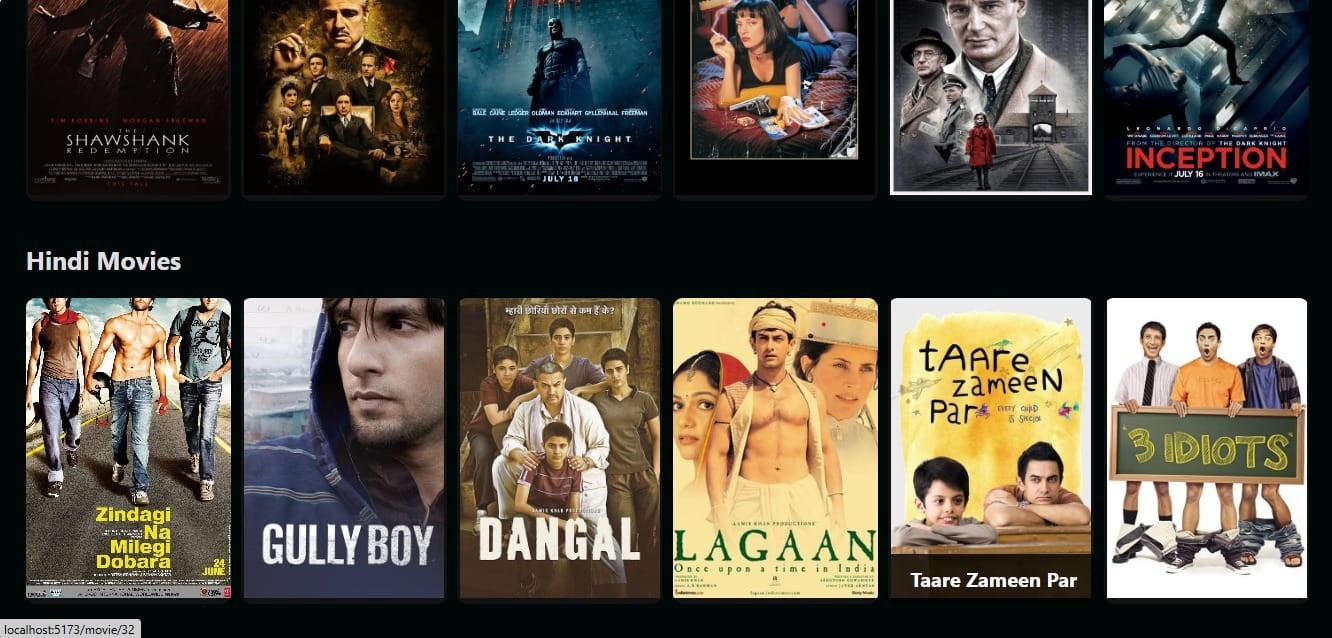 TIM ROBBINS MORGAN FREEMAN
THE
SHAWSHANK
REDEMPTION
THIS FALL
BALE CAINE LEDGER OLDMAN ECKHART GYLLENHAAL FREEMAN
THE DARK KNIGHT
JULY 18
LEONARDO DICAPRIO
FROM THE DIRECTOR OF THE DARK KNIGHT
INCEPTION
EXPERIENCE IT JULY 16 IN THEATERS AND IMAX
Hindi Movies
Zindagi
Na
Milegi
Dobara
24
JUNE
GULLY BOY
म्हारी छोरियाँ छोरों से कम हैं के?
AAMIR KHAN PRODUCTIONS
DANGAL
AAMIR KHAN PRODUCTIONS'
LAGAAN
Once upon a time in India
tAARe
zameeN
PaR
EVERY CHILD
IS SPECIAL
Taare Zameen Par
3 IDIOTS
localhost:5173/movie/32